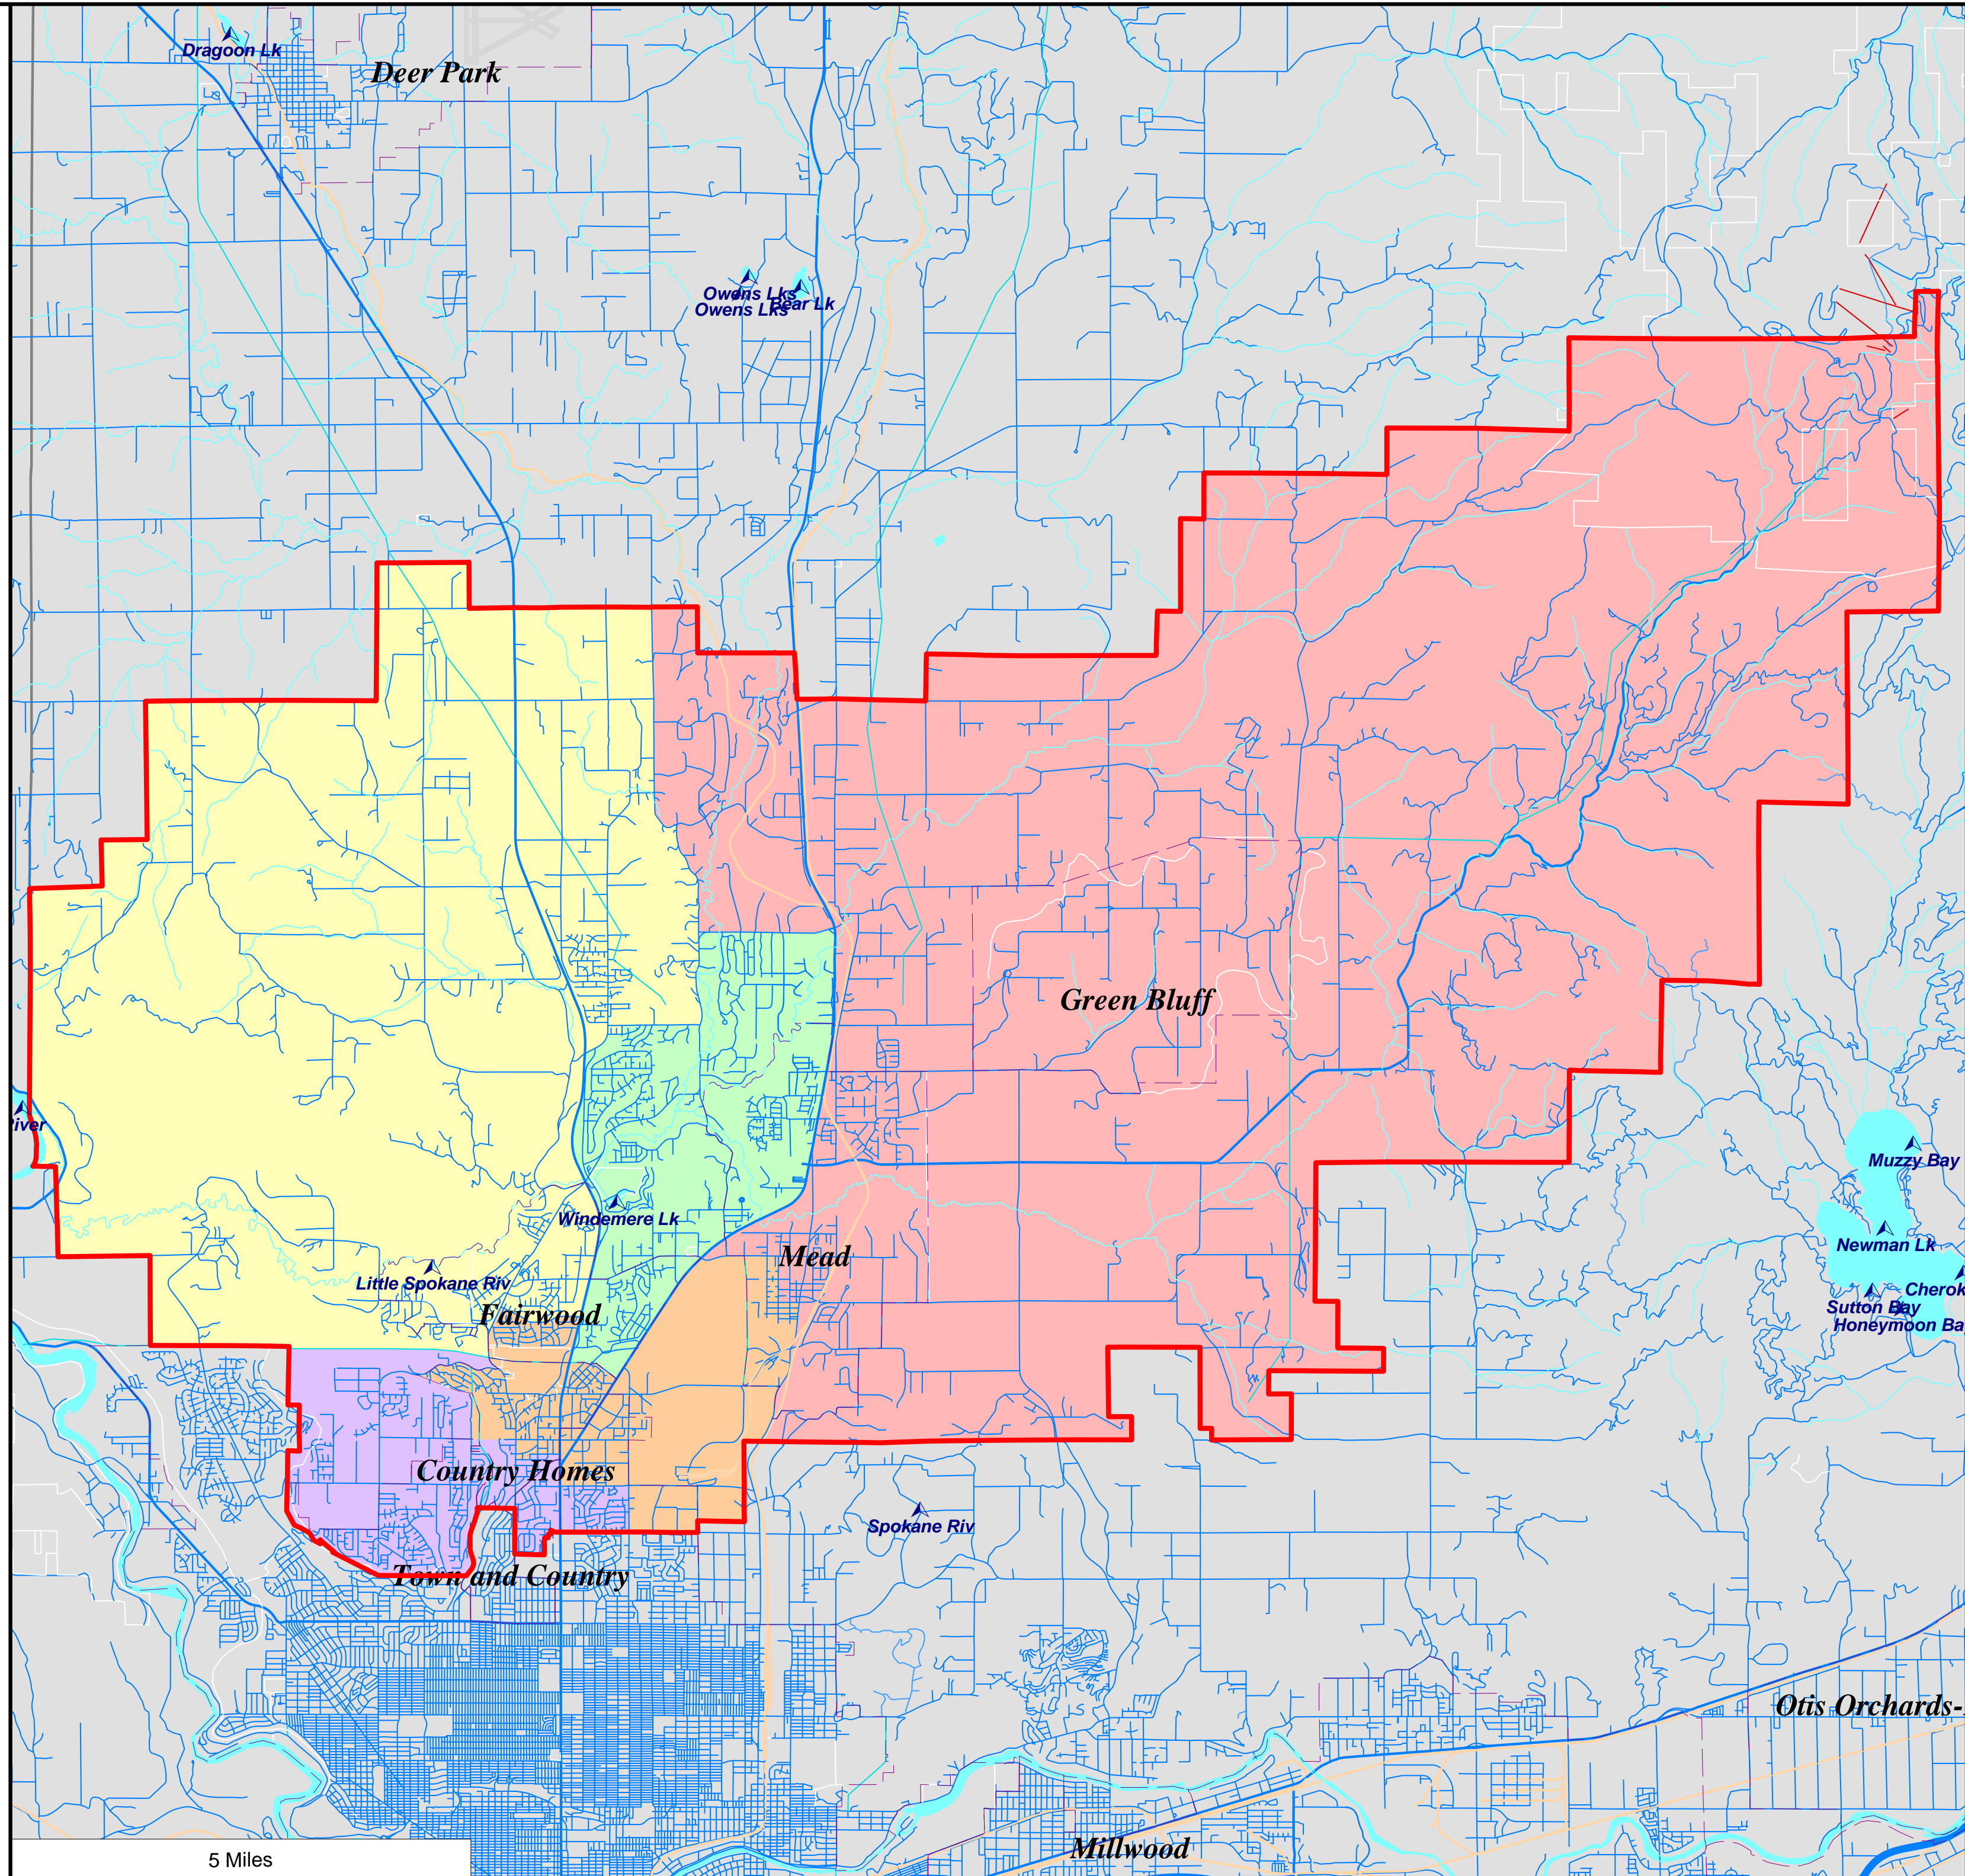 Dragoon Lk
Deer Park
Owens Lks
Bear Lk
Owens Lks
Green Bluff
River
Muzzy Bay
Windemere Lk
Newman Lk
Mead
Little Spokane Riv
Cherok
Fairwood
Sutton Bay
Honeymoon Ba
Country Homes
Spokane Riv
Town and Country
Otis Orchards-
Millwood
5 Miles